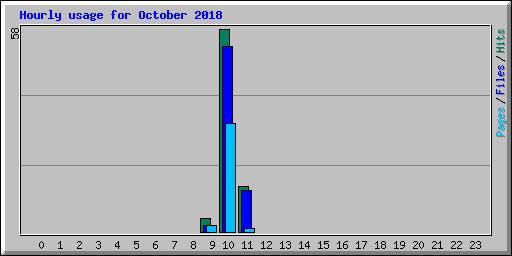 Hourly usage for October 2018
58
Pages/Files/Hits
0 1 2 3 4 5 6 7 8 9 10 11 12 13 14 15 16 17 18 19 20 21 22 23